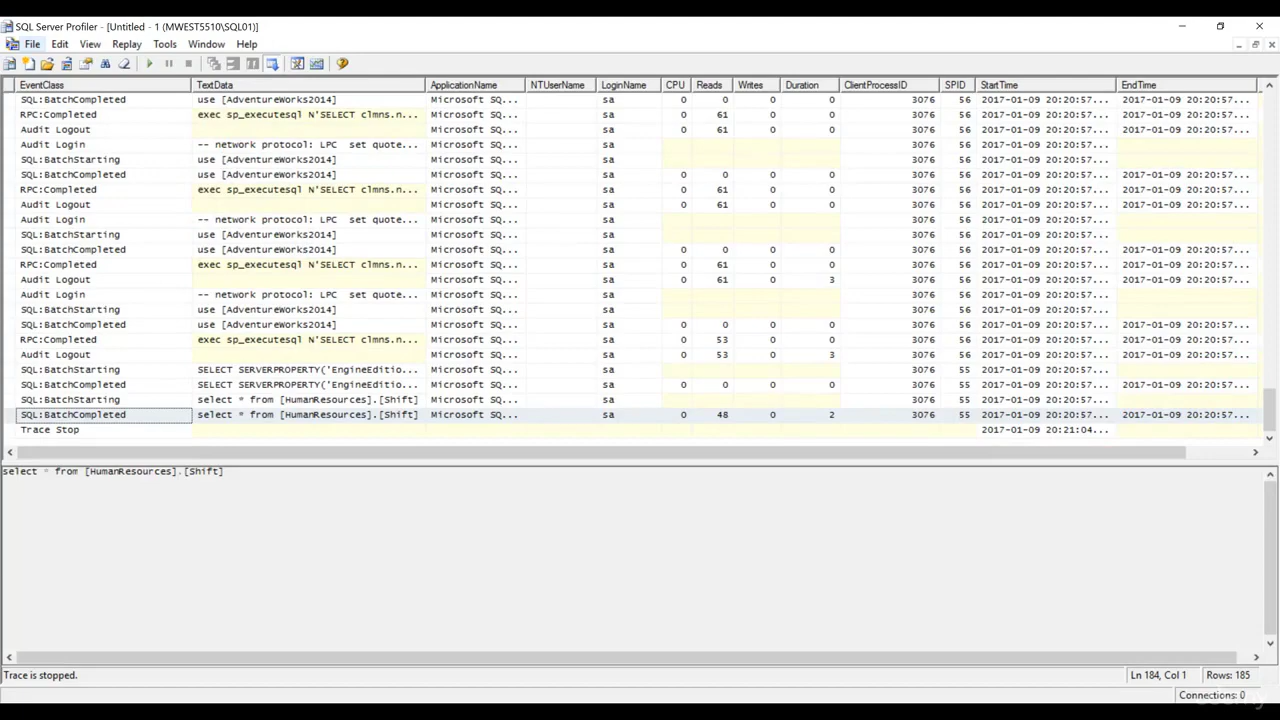 SQL Server Profiler - [Untitled - 1 (MWEST5510\SQL01)]
File Edit View Replay Tools Window Help
EventClass TextData ApplicationName NTUserName LoginName CPU Reads Writes Duration ClientProcessID SPID StartTime EndTime
SQL:BatchCompleted use [AdventureWorks2014] Microsoft SQ... sa 0 0 0 0 3076 56 2017-01-09 20:20:57... 2017-01-09 20:20:57...
RPC:Completed exec sp_executesql N'SELECT clmns.n... Microsoft SQ... sa 0 61 0 0 3076 56 2017-01-09 20:20:57... 2017-01-09 20:20:57...
Audit Logout Microsoft SQ... sa 0 61 0 0 3076 56 2017-01-09 20:20:57... 2017-01-09 20:20:57...
Audit Login -- network protocol: LPC set quote... Microsoft SQ... sa 3076 56 2017-01-09 20:20:57...
SQL:BatchStarting use [AdventureWorks2014] Microsoft SQ... sa 3076 56 2017-01-09 20:20:57...
SQL:BatchCompleted use [AdventureWorks2014] Microsoft SQ... sa 0 0 0 0 3076 56 2017-01-09 20:20:57... 2017-01-09 20:20:57...
RPC:Completed exec sp_executesql N'SELECT clmns.n... Microsoft SQ... sa 0 61 0 0 3076 56 2017-01-09 20:20:57... 2017-01-09 20:20:57...
Audit Logout Microsoft SQ... sa 0 61 0 0 3076 56 2017-01-09 20:20:57... 2017-01-09 20:20:57...
Audit Login -- network protocol: LPC set quote... Microsoft SQ... sa 3076 56 2017-01-09 20:20:57...
SQL:BatchStarting use [AdventureWorks2014] Microsoft SQ... sa 3076 56 2017-01-09 20:20:57...
SQL:BatchCompleted use [AdventureWorks2014] Microsoft SQ... sa 0 0 0 0 3076 56 2017-01-09 20:20:57... 2017-01-09 20:20:57...
RPC:Completed exec sp_executesql N'SELECT clmns.n... Microsoft SQ... sa 0 61 0 0 3076 56 2017-01-09 20:20:57... 2017-01-09 20:20:57...
Audit Logout Microsoft SQ... sa 0 61 0 3 3076 56 2017-01-09 20:20:57... 2017-01-09 20:20:57...
Audit Login -- network protocol: LPC set quote... Microsoft SQ... sa 3076 56 2017-01-09 20:20:57...
SQL:BatchStarting use [AdventureWorks2014] Microsoft SQ... sa 3076 56 2017-01-09 20:20:57...
SQL:BatchCompleted use [AdventureWorks2014] Microsoft SQ... sa 0 0 0 0 3076 56 2017-01-09 20:20:57... 2017-01-09 20:20:57...
RPC:Completed exec sp_executesql N'SELECT clmns.n... Microsoft SQ... sa 0 53 0 0 3076 56 2017-01-09 20:20:57... 2017-01-09 20:20:57...
Audit Logout Microsoft SQ... sa 0 53 0 3 3076 56 2017-01-09 20:20:57... 2017-01-09 20:20:57...
SQL:BatchStarting SELECT SERVERPROPERTY('EngineEditio... Microsoft SQ... sa 3076 55 2017-01-09 20:20:57...
SQL:BatchCompleted SELECT SERVERPROPERTY('EngineEditio... Microsoft SQ... sa 0 0 0 0 3076 55 2017-01-09 20:20:57... 2017-01-09 20:20:57...
SQL:BatchStarting select * from [HumanResources].[Shift] Microsoft SQ... sa 3076 55 2017-01-09 20:20:57...
SQL:BatchCompleted select * from [HumanResources].[Shift] Microsoft SQ... sa 0 48 0 2 3076 55 2017-01-09 20:20:57... 2017-01-09 20:20:57...
Trace Stop 2017-01-09 20:21:04...
select * from [HumanResources].[Shift]
Trace is stopped. Ln 184, Col 1 Rows: 185
Connections: 0